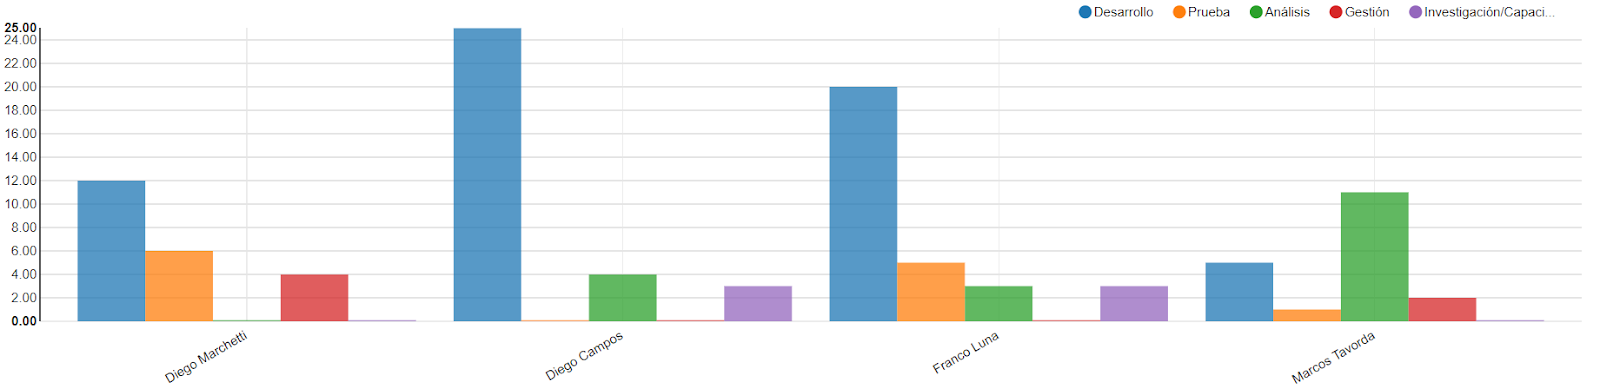 Desarrollo Prueba Análisis Gestión Investigación/Capaci...
25.00
24.00
22.00
20.00
18.00
16.00
14.00
12.00
10.00
8.00
6.00
4.00
2.00
0.00
Diego Marchetti
Diego Campos
Franco Luna
Marcos Tavorda